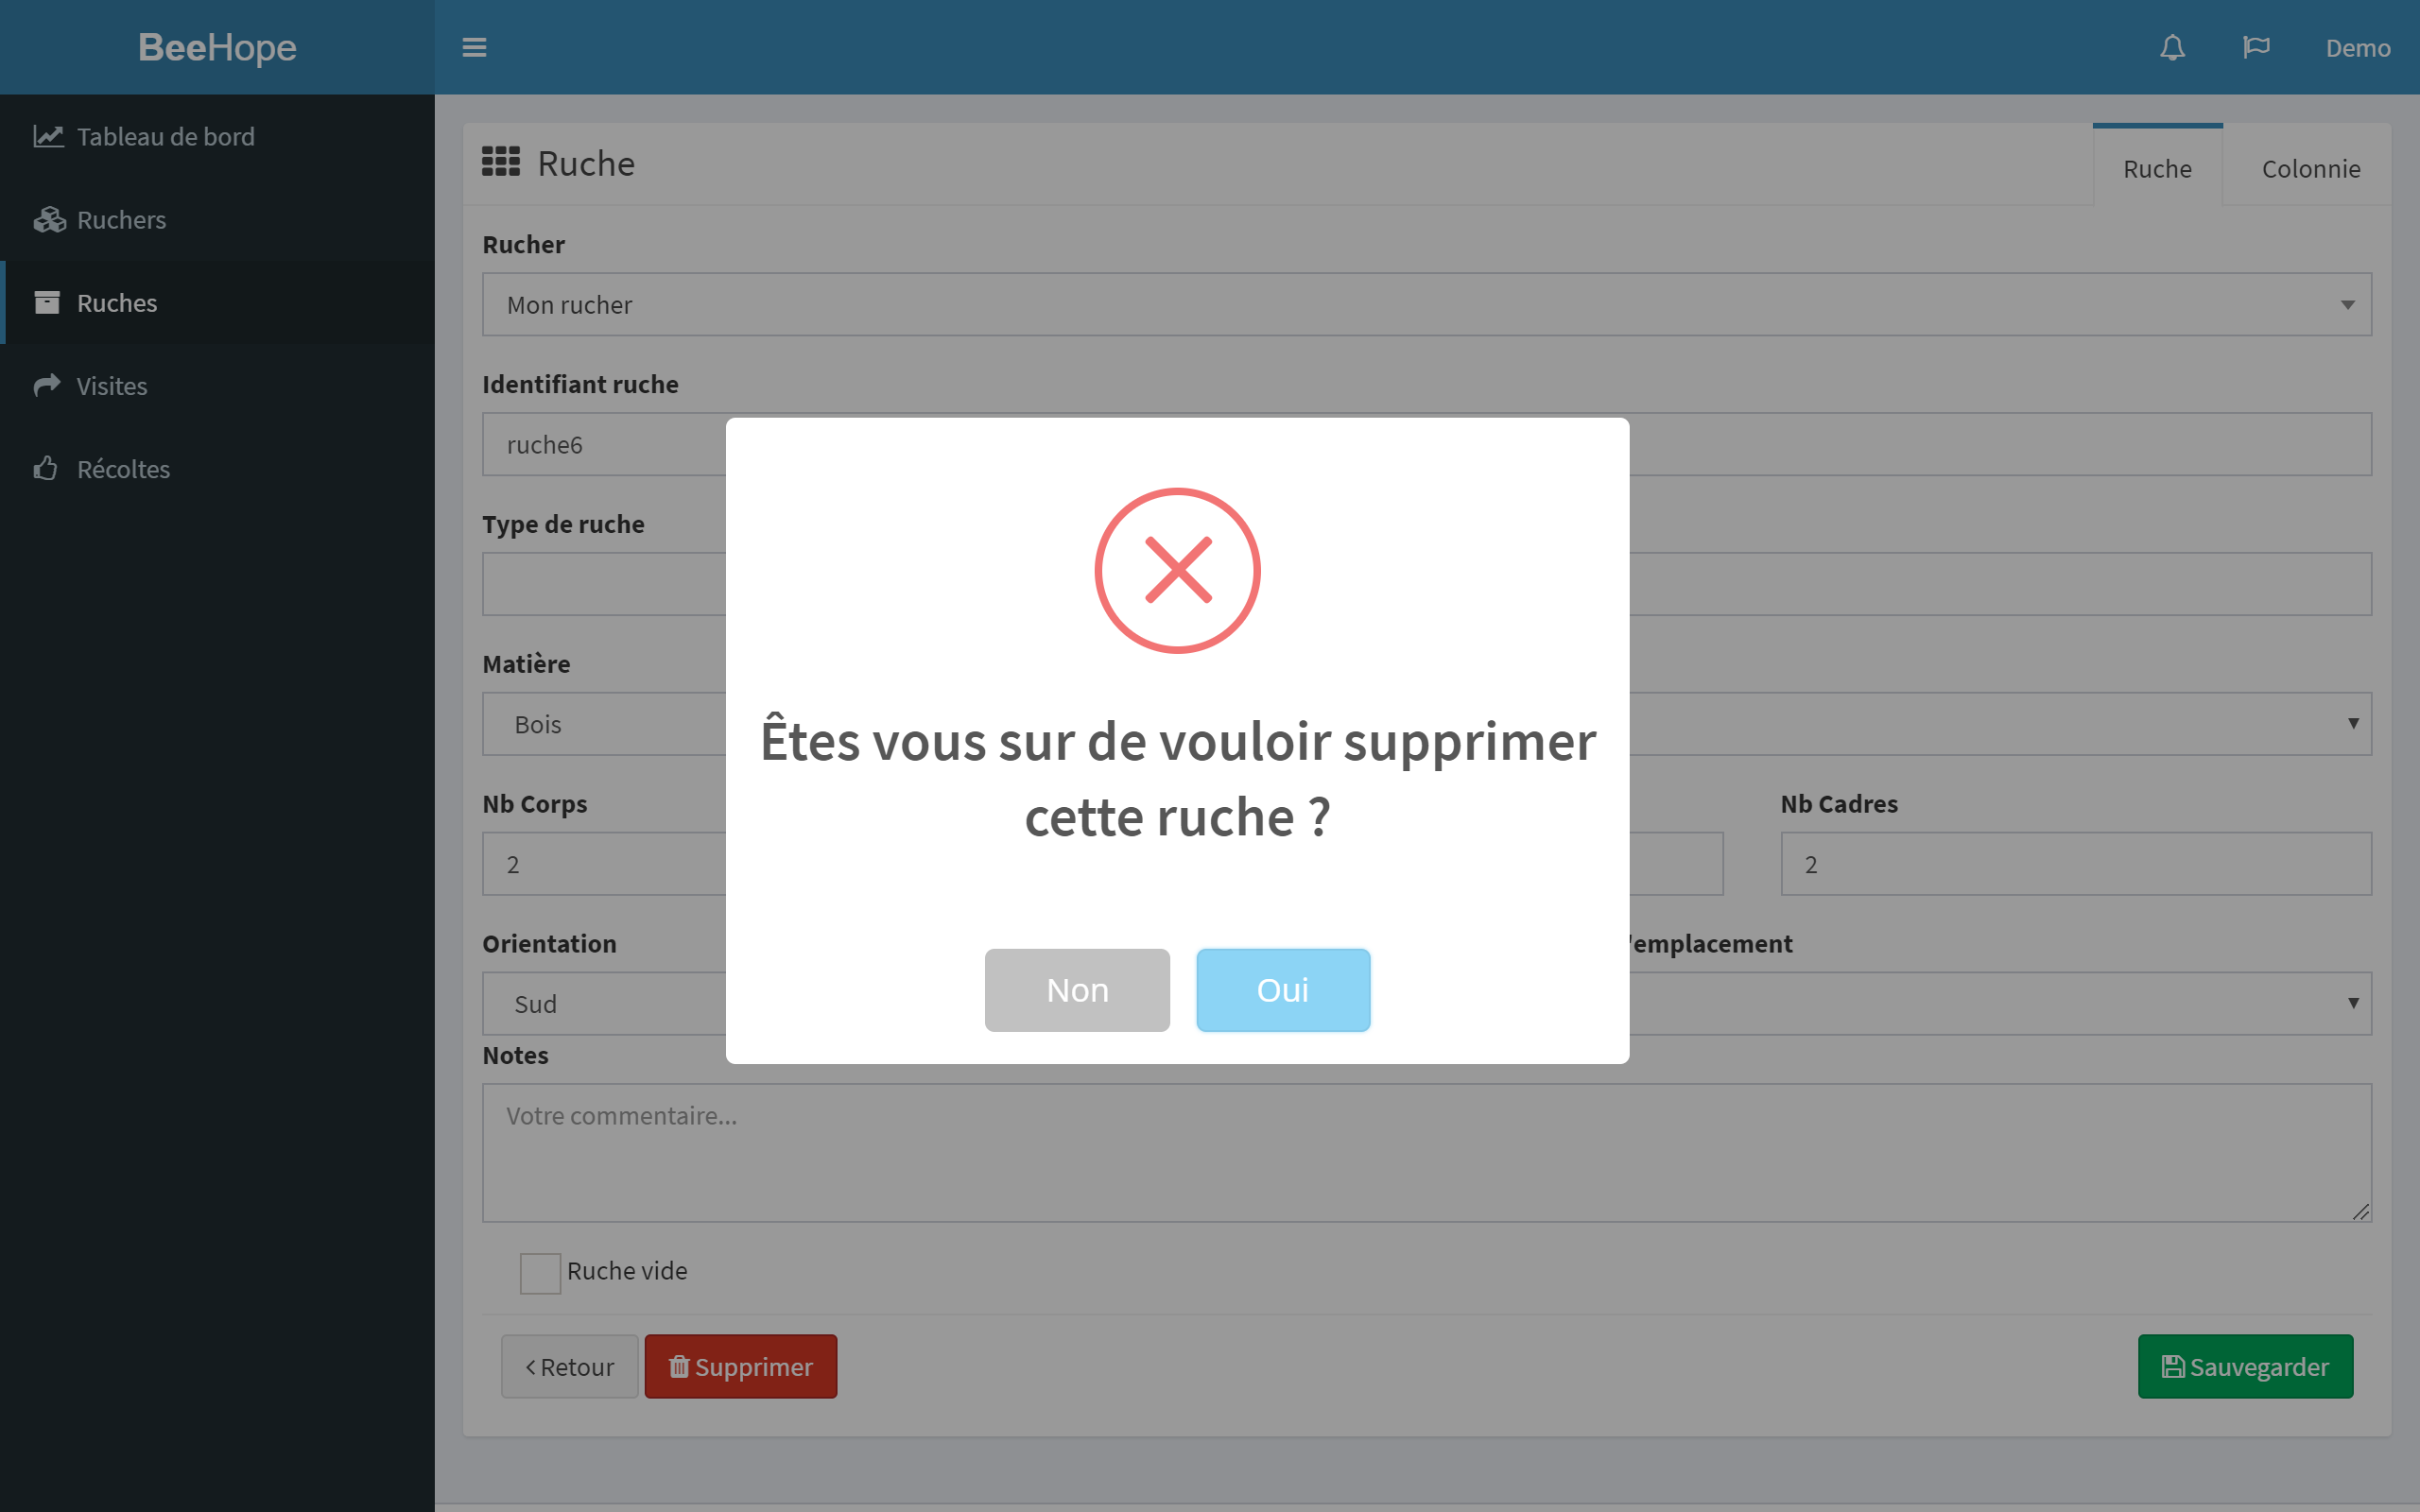 BeeHope
Demo
Tableau de bord
Ruchers
Ruches
Visites
Récoltes
Ruche
Ruche
Colonnie
Rucher
Mon rucher
Identifiant ruche
ruche6
Type de ruche
Matière
Bois
Nb Corps
Nb Cadres
2
2
Orientation
'emplacement
Sud
Notes
Votre commentaire...
Ruche vide
Retour
Supprimer
Sauvegarder
Êtes vous sur de vouloir supprimer
cette ruche ?
Non
Oui